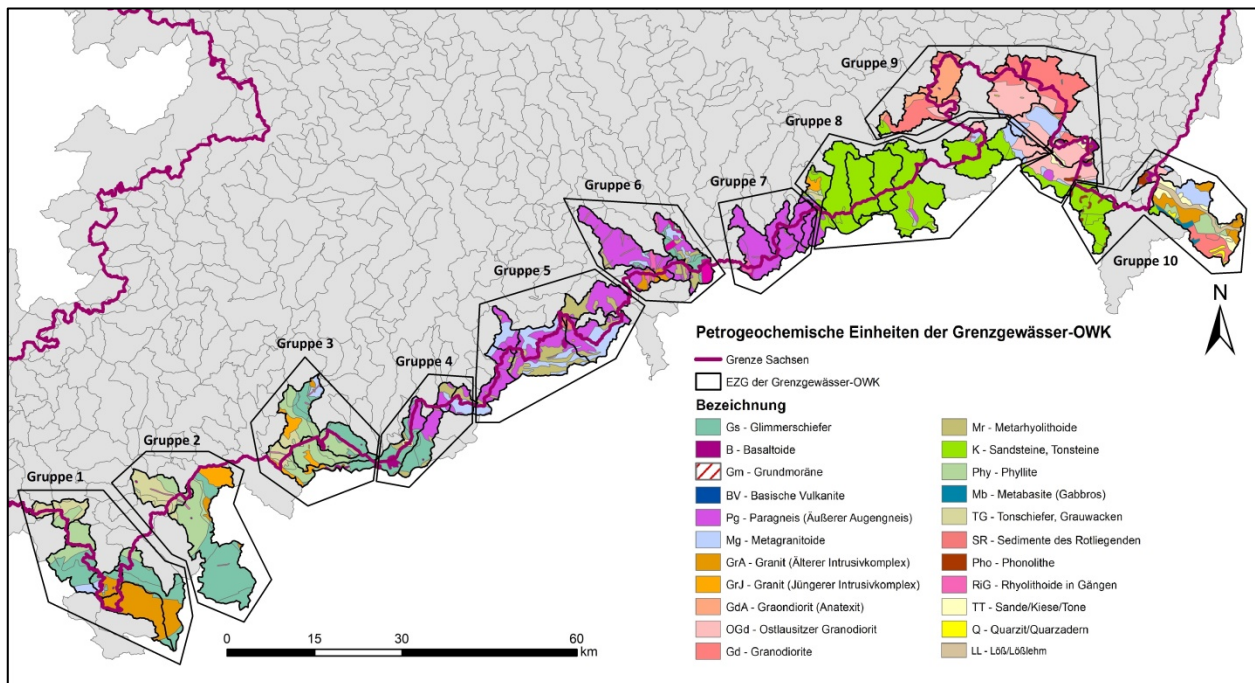 Gruppe 9
Gruppe 8
Gruppe 7
Gruppe 6
Gruppe 5
Gruppe 10
Gruppe 3
Gruppe 4
Gruppe 2
Gruppe 1
N
Petrogeochemische Einheiten der Grenzgewässer-OWK
Grenze Sachsen
EZG der Grenzgewässer-OWK
Bezeichnung
Gs - Glimmerschiefer
B - Basaltoide
Gm - Grundmoräne
BV - Basische Vulkanite
Pg - Paragneis (Äußerer Augengneis)
Mg - Metagranitoide
GrA - Granit (Älterer Intrusivkomplex)
GrJ - Granit (Jüngerer Intrusivkomplex)
GdA - Graondiorit (Anatexit)
OGd - Ostlausitzer Granodiorit
Gd - Granodiorite
Mr - Metarhyolithoide
K - Sandsteine, Tonsteine
Phy - Phyllite
Mb - Metabasite (Gabbros)
TG - Tonschiefer, Grauwacken
SR - Sedimente des Rotliegenden
Pho - Phonolithe
RiG - Rhyolithoide in Gängen
TT - Sande/Kiese/Tone
Q - Quarzit/Quarzadern
LL - Löß/Lößlehm
0 15 30 60
km